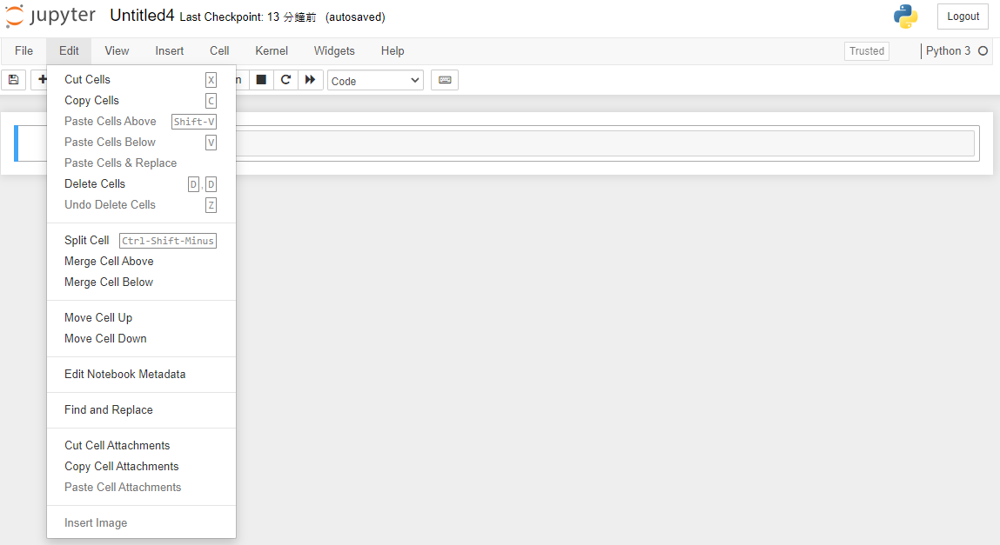 jupyter Untitled4 Last Checkpoint: 13 分鐘前 (autosaved) Logout
File Edit View Insert Cell Kernel Widgets Help Trusted Python 3
n Code
Cut Cells X
Copy Cells C
Paste Cells Above Shift-V
Paste Cells Below V
Paste Cells & Replace
Delete Cells D , D
Undo Delete Cells Z
Split Cell Ctrl-Shift-Minus
Merge Cell Above
Merge Cell Below
Move Cell Up
Move Cell Down
Edit Notebook Metadata
Find and Replace
Cut Cell Attachments
Copy Cell Attachments
Paste Cell Attachments
Insert Image